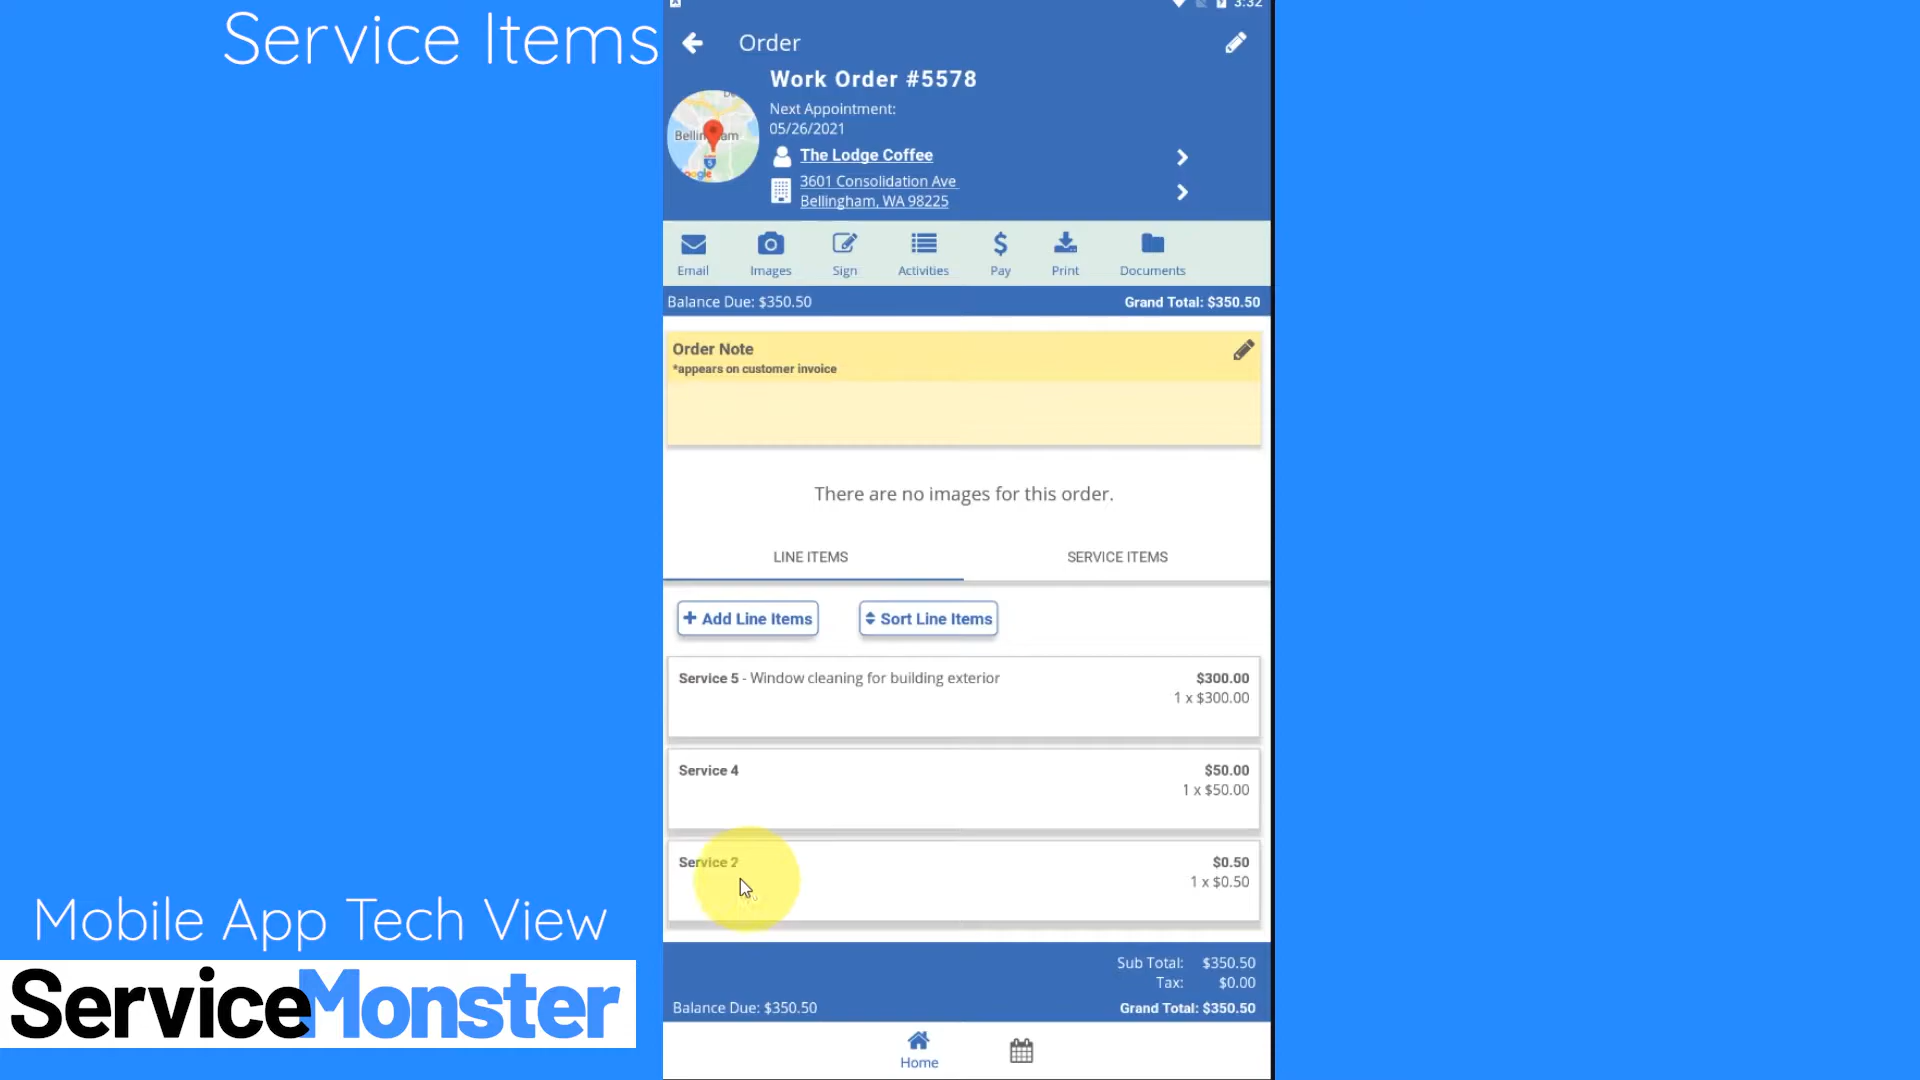 Service Items
3:32
Order
Work Order #5578
Next Appointment:
05/26/2021
The Lodge Coffee
3601 Consolidation Ave
Bellingham, WA 98225
Email
Images
Sign
Activities
Pay
Print
Documents
Balance Due: $350.50
Grand Total: $350.50
Order Note
*appears on customer invoice
There are no images for this order.
LINE ITEMS
SERVICE ITEMS
+ Add Line Items
Sort Line Items
Service 5 - Window cleaning for building exterior
$300.00
1 x $300.00
Service 4
$50.00
1 x $50.00
Service 2
$0.50
1 x $0.50
Sub Total: $350.50
Tax: $0.00
Balance Due: $350.50
Grand Total: $350.50
Home
Mobile App Tech View
ServiceMonster